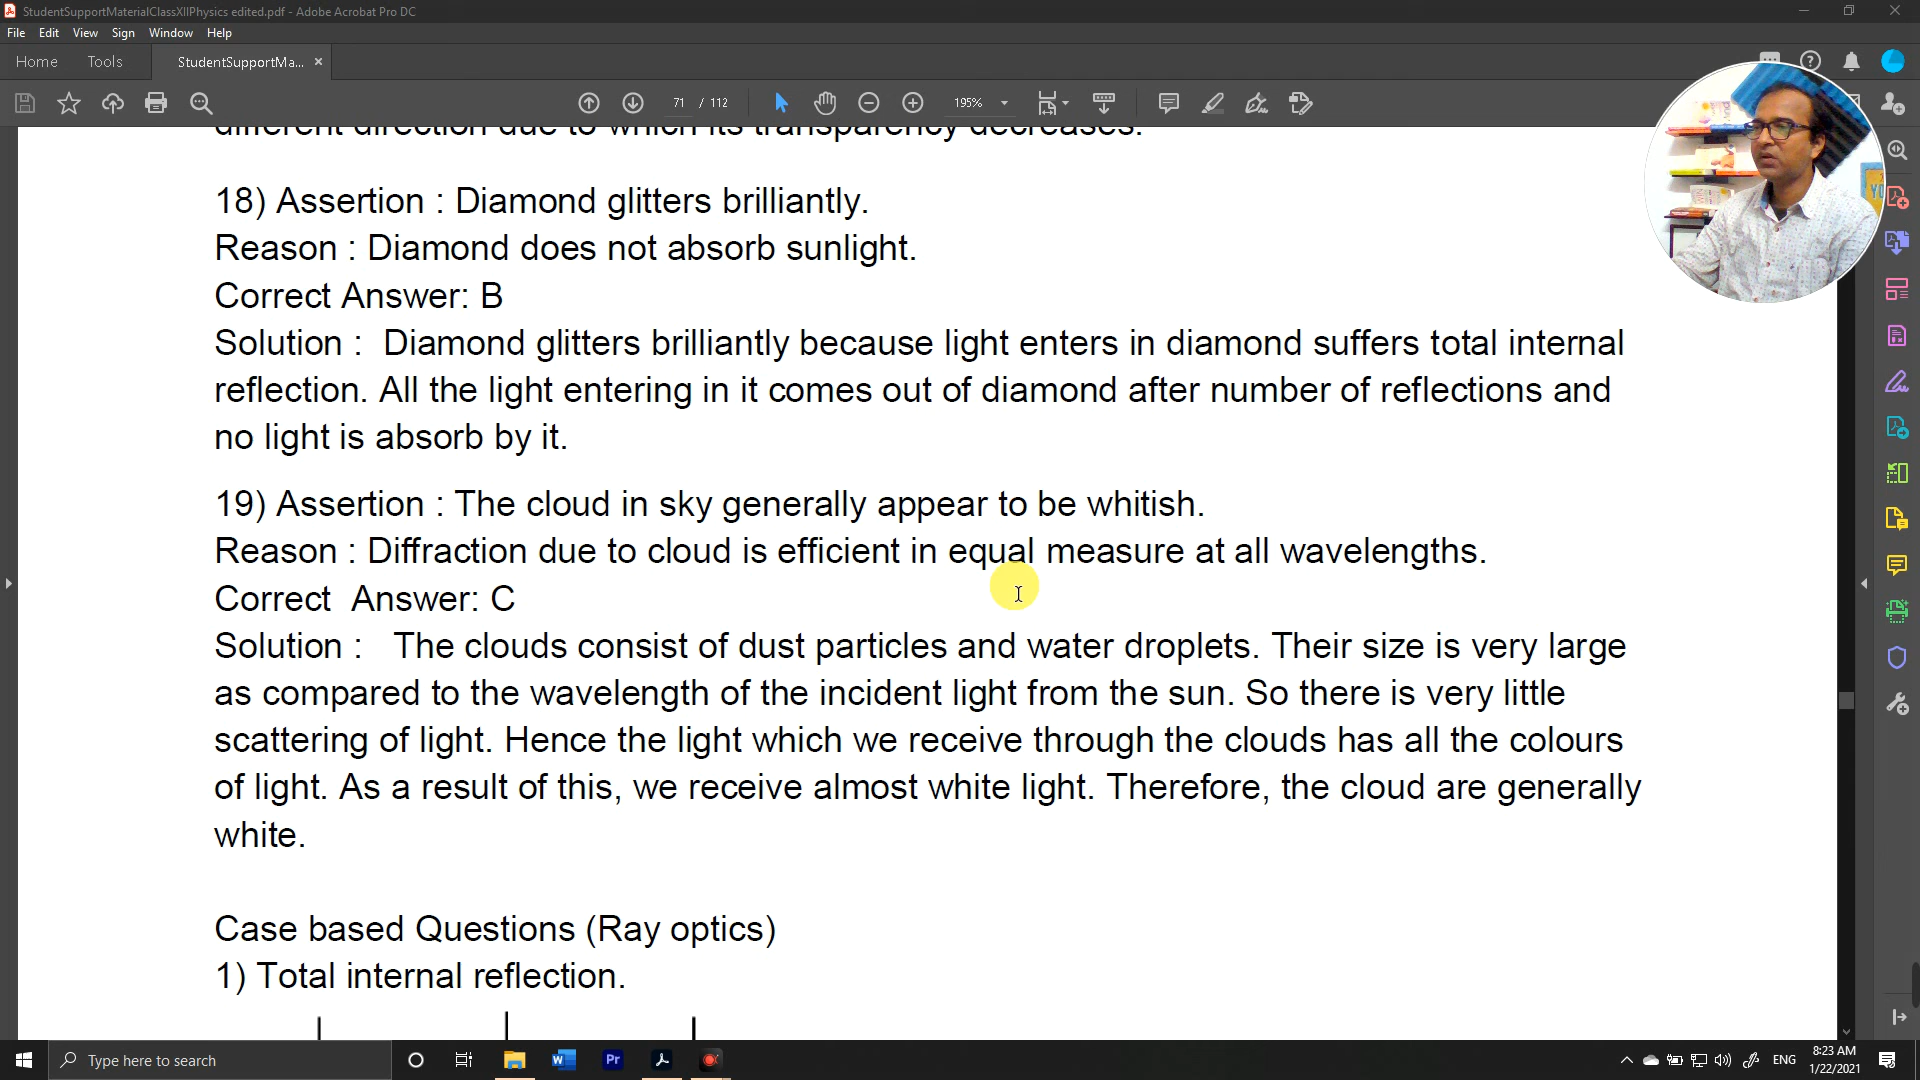 StudentSupportMaterialClassXIIPhysics edited.pdf - Adobe Acrobat Pro DC
File Edit View Sign Window Help
Home Tools StudentSupportMa... ×
71 / 112 195%
different direction due to which its transparency decreases.
18) Assertion : Diamond glitters brilliantly.
Reason : Diamond does not absorb sunlight.
Correct Answer: B
Solution : Diamond glitters brilliantly because light enters in diamond suffers total internal
reflection. All the light entering in it comes out of diamond after number of reflections and
no light is absorb by it.
19) Assertion : The cloud in sky generally appear to be whitish.
Reason : Diffraction due to cloud is efficient in equal measure at all wavelengths.
Correct Answer: C
Solution : The clouds consist of dust particles and water droplets. Their size is very large
as compared to the wavelength of the incident light from the sun. So there is very little
scattering of light. Hence the light which we receive through the clouds has all the colours
of light. As a result of this, we receive almost white light. Therefore, the cloud are generally
white.
Case based Questions (Ray optics)
1) Total internal reflection.
Type here to search
Pr
ENG
8:23 AM
1/22/2021